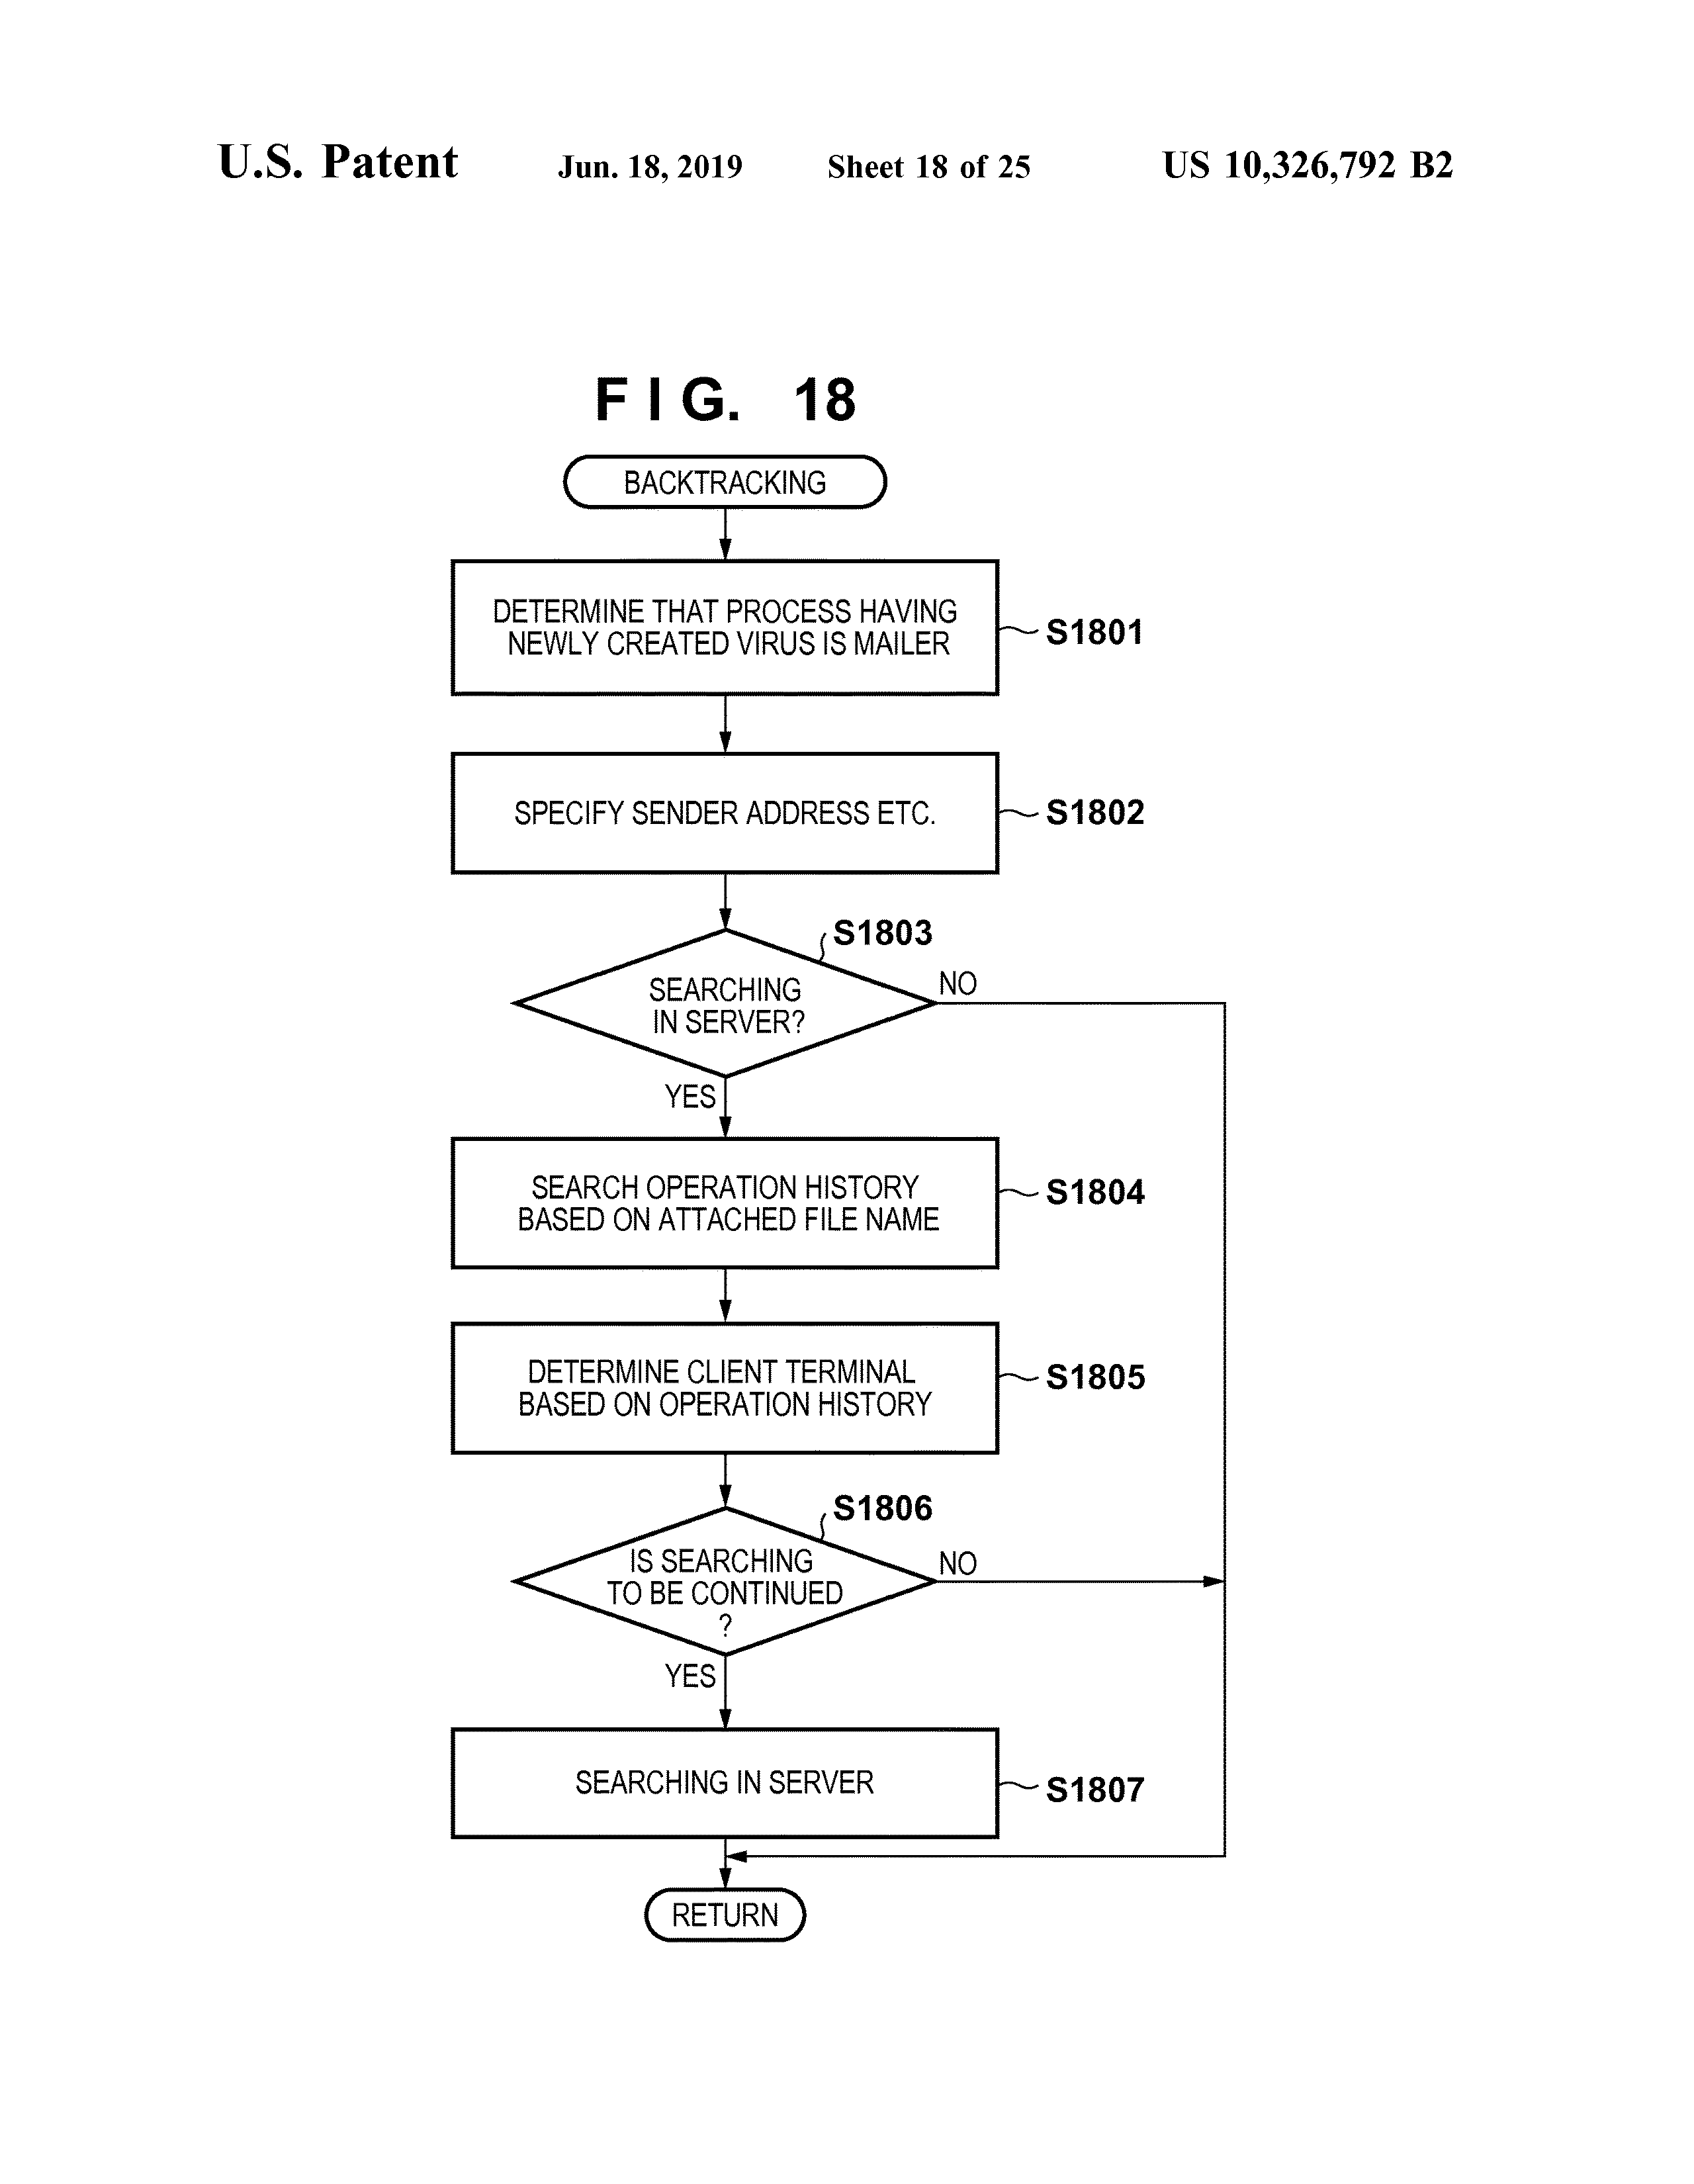 U.S. Patent Jun. 18, 2019 Sheet 18 of 25 US 10,326,792 B2
FIG. 18
BACKTRACKING
DETERMINE THAT PROCESS HAVING
NEWLY CREATED VIRUS IS MAILER
S1801
SPECIFY SENDER ADDRESS ETC.
S1802
S1803
SEARCHING
IN SERVER?
NO
YES
SEARCH OPERATION HISTORY
BASED ON ATTACHED FILE NAME
S1804
DETERMINE CLIENT TERMINAL
BASED ON OPERATION HISTORY
S1805
S1806
IS SEARCHING
TO BE CONTINUED
?
NO
YES
SEARCHING IN SERVER
S1807
RETURN